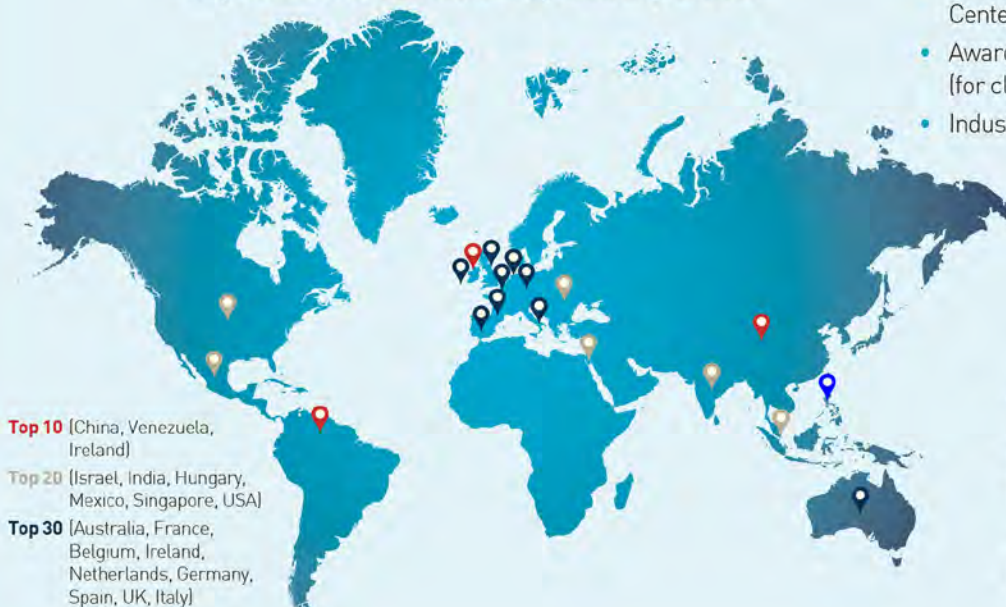 Cente
• Award
(for cl
• Indus
Top 10 (China, Venezuela,
Ireland)
Top 20 (Israel, India, Hungary,
Mexico, Singapore, USA)
Top 30 (Australia, France,
Belgium, Ireland,
Netherlands, Germany,
Spain, UK, Italy)